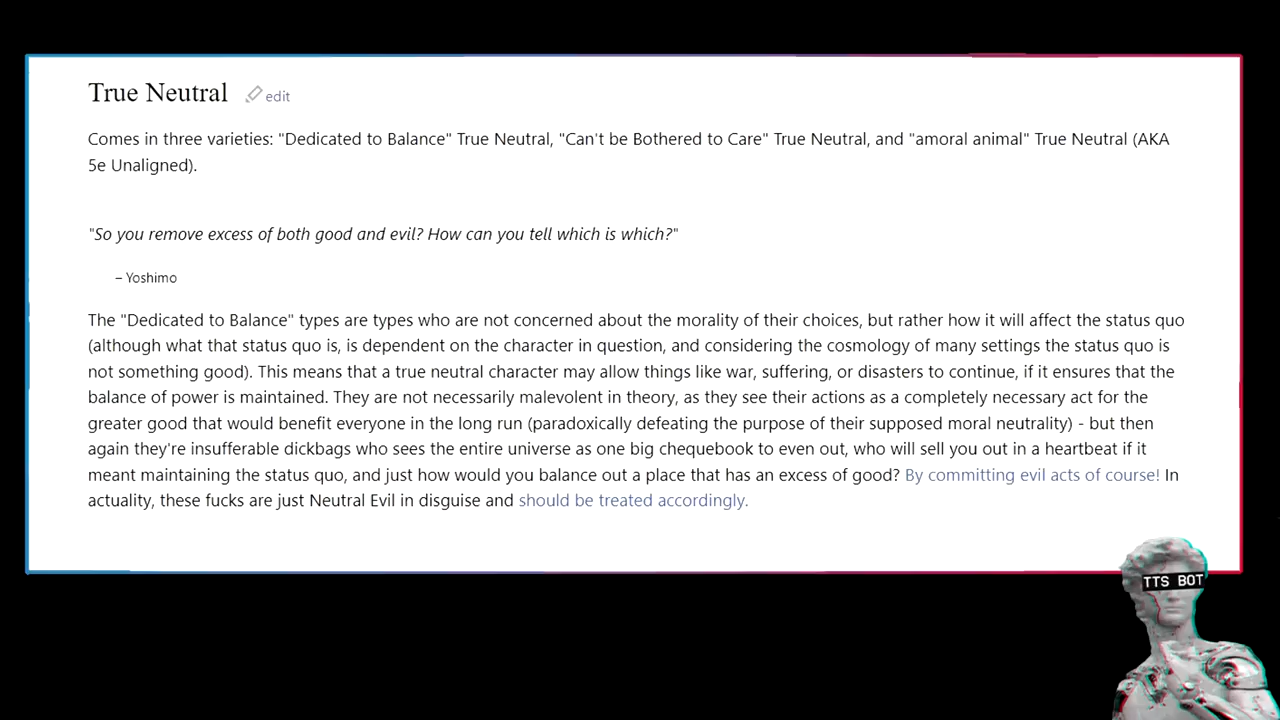 True Neutral edit
Comes in three varieties: "Dedicated to Balance" True Neutral, "Can't be Bothered to Care" True Neutral, and "amoral animal" True Neutral (AKA
5e Unaligned).
"So you remove excess of both good and evil? How can you tell which is which?"
– Yoshimo
The "Dedicated to Balance" types are types who are not concerned about the morality of their choices, but rather how it will affect the status quo
(although what that status quo is, is dependent on the character in question, and considering the cosmology of many settings the status quo is
not something good). This means that a true neutral character may allow things like war, suffering, or disasters to continue, if it ensures that the
balance of power is maintained. They are not necessarily malevolent in theory, as they see their actions as a completely necessary act for the
greater good that would benefit everyone in the long run (paradoxically defeating the purpose of their supposed moral neutrality) - but then
again they're insufferable dickbags who sees the entire universe as one big chequebook to even out, who will sell you out in a heartbeat if it
meant maintaining the status quo, and just how would you balance out a place that has an excess of good? By committing evil acts of course! In
actuality, these fucks are just Neutral Evil in disguise and should be treated accordingly.
TTS BOT